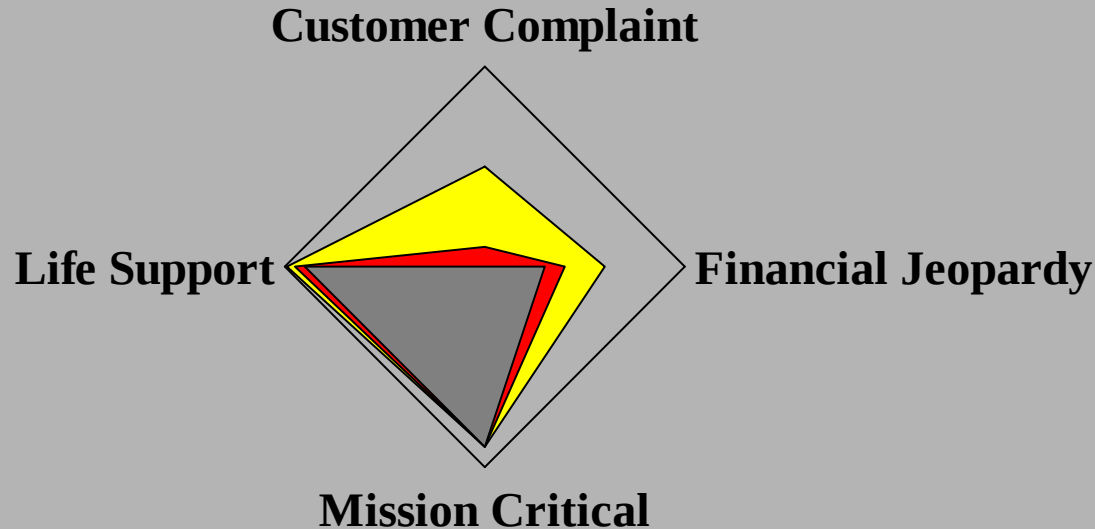 Customer Complaint
Life Support
Financial Jeopardy
Mission Critical